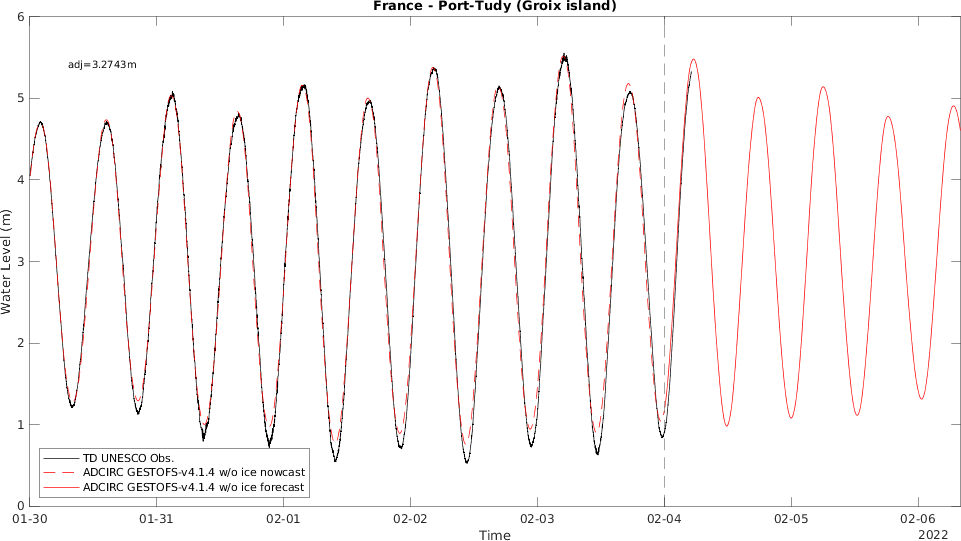 France - Port-Tudy (Groix island)
adj=3.2743m
6
5
4
3
2
1
0
Water Level (m)
TD UNESCO Obs.
ADCIRC GESTOFS-v4.1.4 w/o ice nowcast
ADCIRC GESTOFS-v4.1.4 w/o ice forecast
01-30 01-31 02-01 02-02 02-03 02-04 02-05 02-06
Time
2022